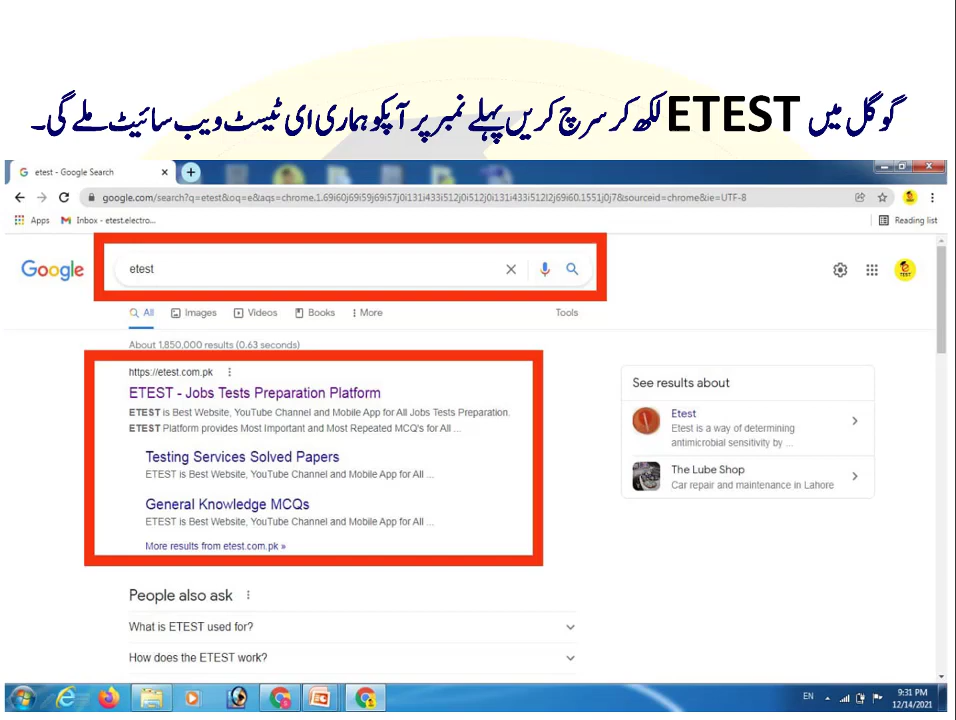 گوگل میں ETEST لکھ کر سرچ کریں پہلے نمبر پر آپکو ہماری ای ٹیسٹ ویب سائیٹ ملے گی۔
etest - Google Search
google.com/search?q=etest&oq=e&aqs=chrome.1.69i60j69i59j69i57j0i131i433i512j0i512j0i131i433i512l2j69i60.1551j0j7&sourceid=chrome&ie=UTF-8
Apps Inbox - etest.electro... Reading list
Google etest
All Images Videos Books More Tools
About 1,850,000 results (0.63 seconds)
https://etest.com.pk
ETEST - Jobs Tests Preparation Platform
ETEST is Best Website, YouTube Channel and Mobile App for All Jobs Tests Preparation.
ETEST Platform provides Most Important and Most Repeated MCQ's for All ...
Testing Services Solved Papers
ETEST is Best Website, YouTube Channel and Mobile App for All ...
General Knowledge MCQs
ETEST is Best Website, YouTube Channel and Mobile App for All ...
More results from etest.com.pk »
See results about
Etest
Etest is a way of determining
antimicrobial sensitivity by ...
The Lube Shop
Car repair and maintenance in Lahore
People also ask
What is ETEST used for?
How does the ETEST work?
EN 9:31 PM
12/14/2021